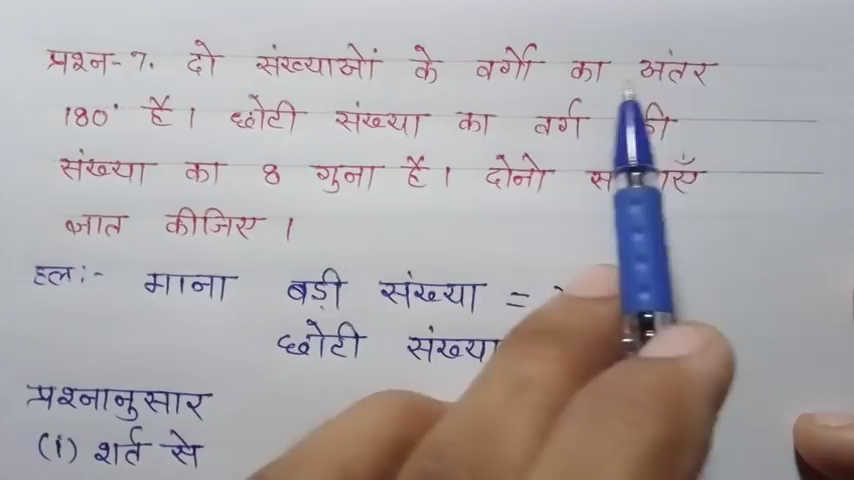 प्रश्न-7. दो संख्याओं के वर्गों का अंतर
180 है। छोटी संख्या का वर्ग
संख्या का 8 गुना है। दोनो
ज्ञात कीजिए।
हल:- माना बड़ी संख्या =
छोटी संख्या
प्रश्नानुसार
(i) शर्त से